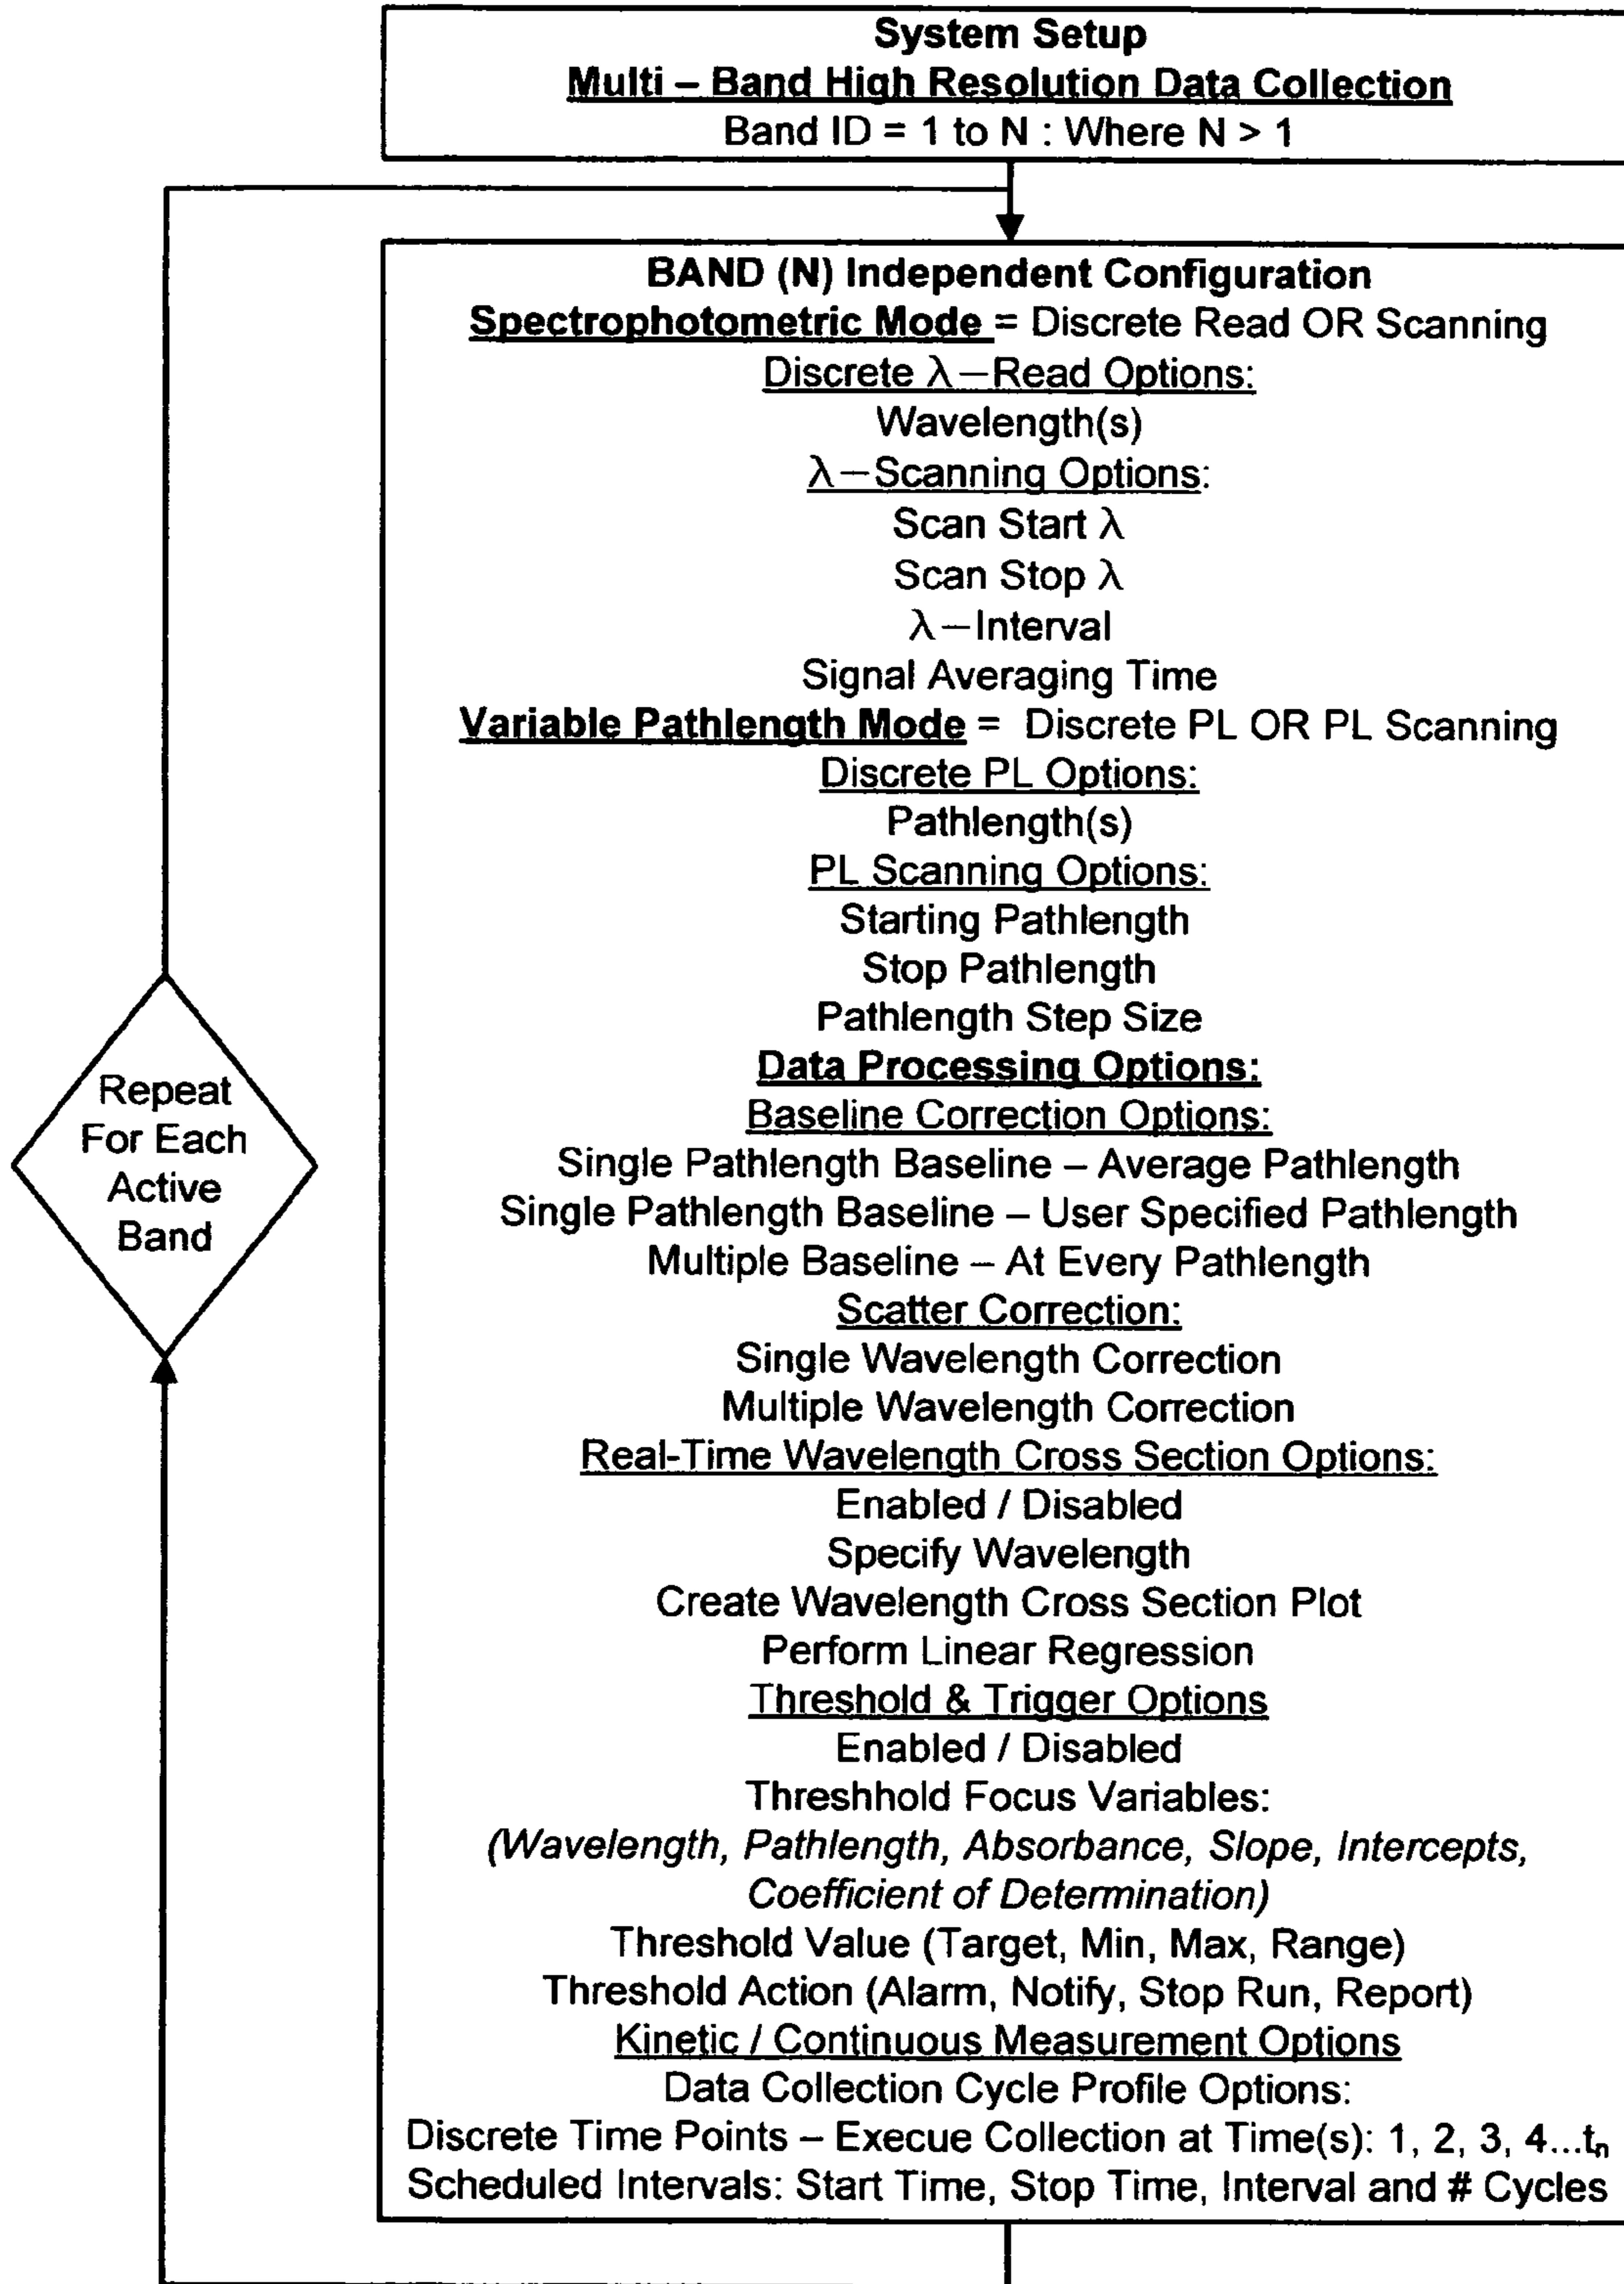 System Setup
Multi – Band High Resolution Data Collection
Band ID = 1 to N : Where N > 1
BAND (N) Independent Configuration
Spectrophotometric Mode = Discrete Read OR Scanning
Discrete λ–Read Options:
Wavelength(s)
λ–Scanning Options:
Scan Start λ
Scan Stop λ
λ–Interval
Signal Averaging Time
Variable Pathlength Mode = Discrete PL OR PL Scanning
Discrete PL Options:
Pathlength(s)
PL Scanning Options:
Starting Pathlength
Stop Pathlength
Pathlength Step Size
Data Processing Options:
Baseline Correction Options:
Single Pathlength Baseline – Average Pathlength
Single Pathlength Baseline – User Specified Pathlength
Multiple Baseline – At Every Pathlength
Scatter Correction:
Single Wavelength Correction
Multiple Wavelength Correction
Real-Time Wavelength Cross Section Options:
Enabled / Disabled
Specify Wavelength
Create Wavelength Cross Section Plot
Perform Linear Regression
Threshold & Trigger Options
Enabled / Disabled
Threshhold Focus Variables:
(Wavelength, Pathlength, Absorbance, Slope, Intercepts,
Coefficient of Determination)
Threshold Value (Target, Min, Max, Range)
Threshold Action (Alarm, Notify, Stop Run, Report)
Kinetic / Continuous Measurement Options
Data Collection Cycle Profile Options:
Discrete Time Points – Execue Collection at Time(s): 1, 2, 3, 4...tn
Scheduled Intervals: Start Time, Stop Time, Interval and # Cycles
Repeat
For Each
Active
Band